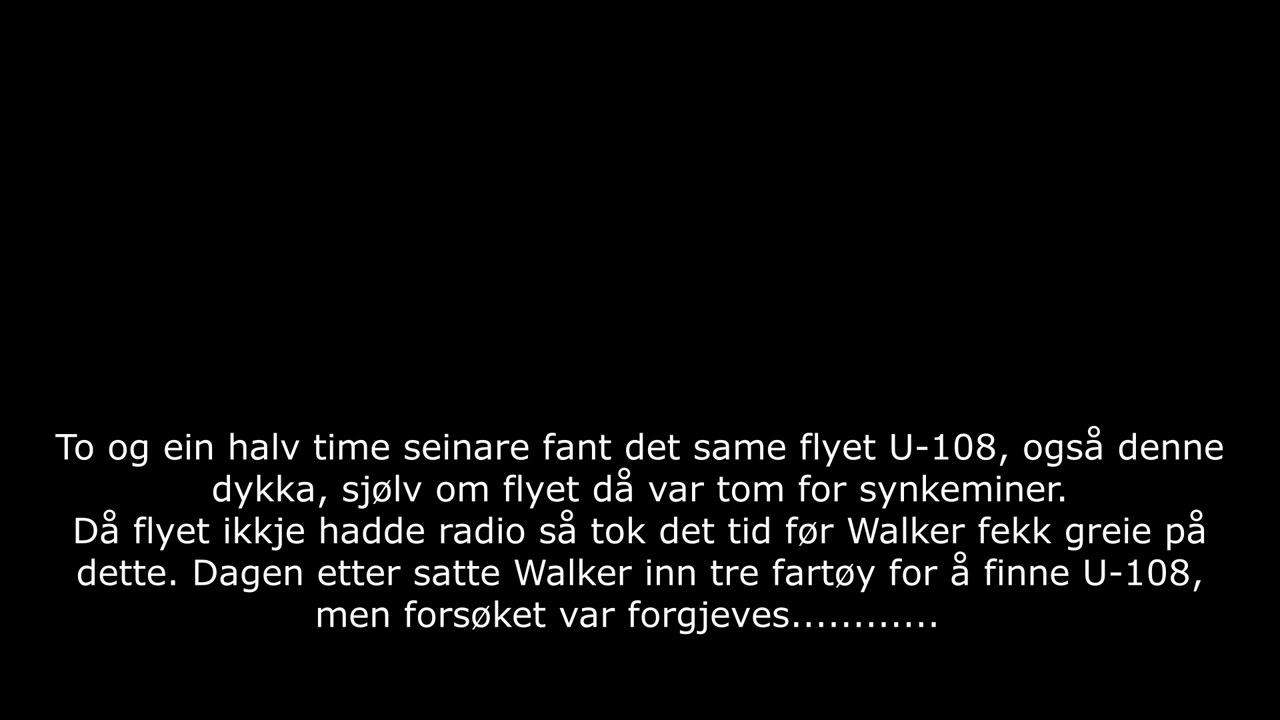 To og ein halv time seinare fant det same flyet U-108, også denne
dykka, sjølv om flyet då var tom for synkeminer.
Då flyet ikkje hadde radio så tok det tid før Walker fekk greie på
dette. Dagen etter satte Walker inn tre fartøy for å finne U-108,
men forsøket var forgjeves............